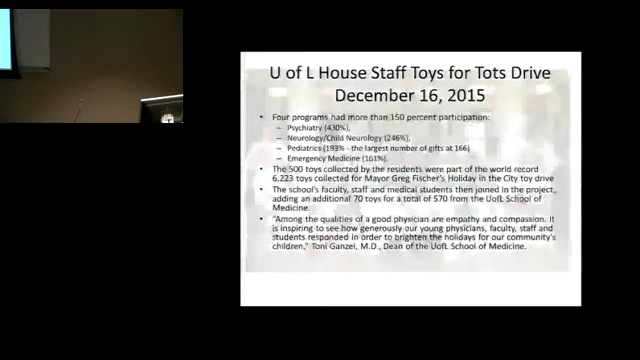 U of L House Staff Toys for Tots Drive
December 16, 2015
• Four programs had more than 150 percent participation:
– Psychiatry (430%),
– Neurology/Child Neurology (246%),
– Pediatrics (193% - the largest number of gifts at 166)
– Emergency Medicine (161%).
• The 500 toys collected by the residents were part of the world record
6,223 toys collected for Mayor Greg Fischer's Holiday in the City toy drive
• The school's faculty, staff and medical students then joined in the project,
adding an additional 70 toys for a total of 570 from the UofL School of
Medicine.
• "Among the qualities of a good physician are empathy and compassion. It
is inspiring to see how generously our young physicians, faculty, staff and
students responded in order to brighten the holidays for our community's
children," Toni Ganzel, M.D., Dean of the UofL School of Medicine.